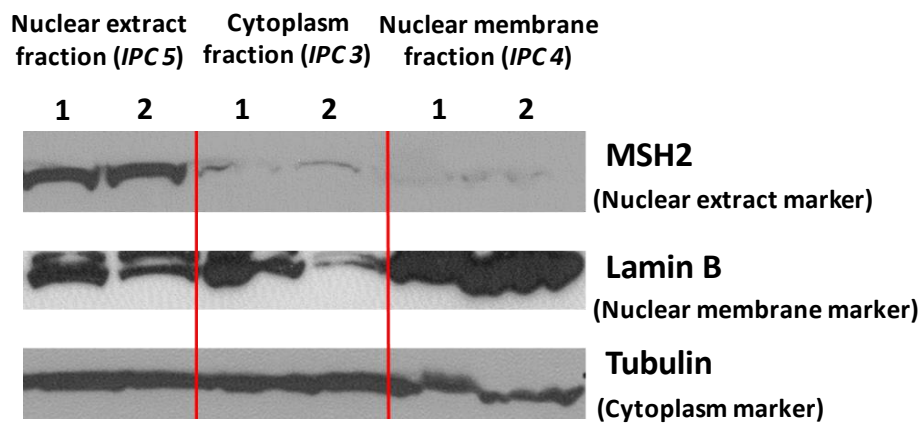 Nuclear extract
fraction (IPC 5)
Cytoplasm
fraction (IPC 3)
Nuclear membrane
fraction (IPC 4)
1 2 1 2 1 2
MSH2
(Nuclear extract marker)
Lamin B
(Nuclear membrane marker)
Tubulin
(Cytoplasm marker)